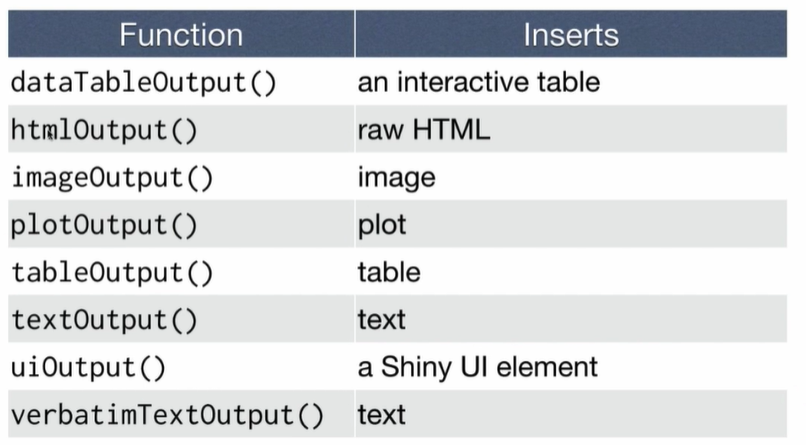 Function Inserts
dataTableOutput() an interactive table
htmlOutput() raw HTML
imageOutput() image
plotOutput() plot
tableOutput() table
textOutput() text
uiOutput() a Shiny UI element
verbatimTextOutput() text